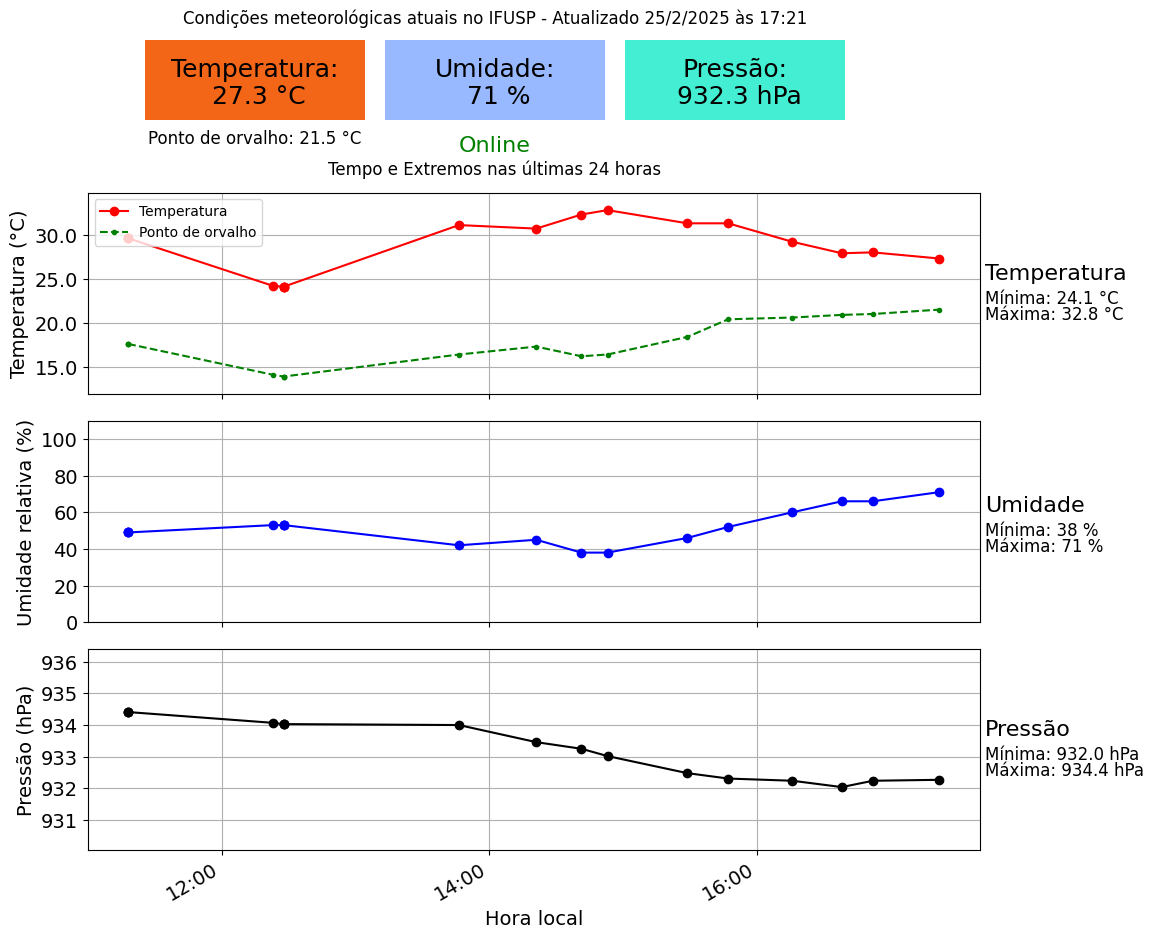 Condições meteorológicas atuais no IFUSP - Atualizado 25/2/2025 às 17:21
Temperatura:
27.3 °C
Umidade:
71 %
Pressão:
932.3 hPa
Ponto de orvalho: 21.5 °C
Online
Tempo e Extremos nas últimas 24 horas
Temperatura (°C)
30.0
25.0
20.0
15.0
Temperatura
Ponto de orvalho
Temperatura
Mínima: 24.1 °C
Máxima: 32.8 °C
Umidade relativa (%)
100
80
60
40
20
0
Umidade
Mínima: 38 %
Máxima: 71 %
Pressão (hPa)
936
935
934
933
932
931
Pressão
Mínima: 932.0 hPa
Máxima: 934.4 hPa
12:00
14:00
16:00
Hora local